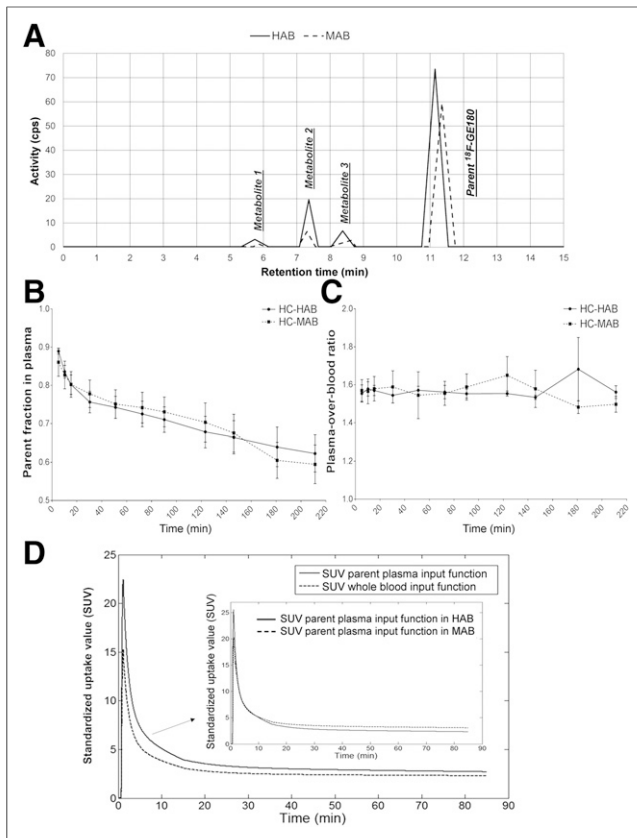 A
HAB
MAB
80
70
60
50
40
30
20
10
0
Activity (cps)
Metabolite 1
Metabolite 2
Metabolite 3
Parent 18F-GE180
0 1 2 3 4 5 6 7 8 9 10 11 12 13 14 15
Retention time (min)
B
HC-HAB
HC-MAB
1.0
0.9
0.8
0.7
0.6
0.5
Parent fraction in plasma
0 20 40 60 80 100 120 140 160 180 200 220
Time (min)
C
HC-HAB
HC-MAB
2.0
1.8
1.6
1.4
1.2
1.0
Plasma-over-blood ratio
0 20 40 60 80 100 120 140 160 180 200 220
Time (min)
D
25
20
15
10
5
0
Standardized uptake value (SUV)
SUV parent plasma input function
SUV whole blood input function
SUV parent plasma input function in HAB
SUV parent plasma input function in MAB
25
20
15
10
5
0
Standardized uptake value (SUV)
0 10 20 30 40 50 60 70 80 90
Time (min)
0 10 20 30 40 50 60 70 80 90
Time (min)